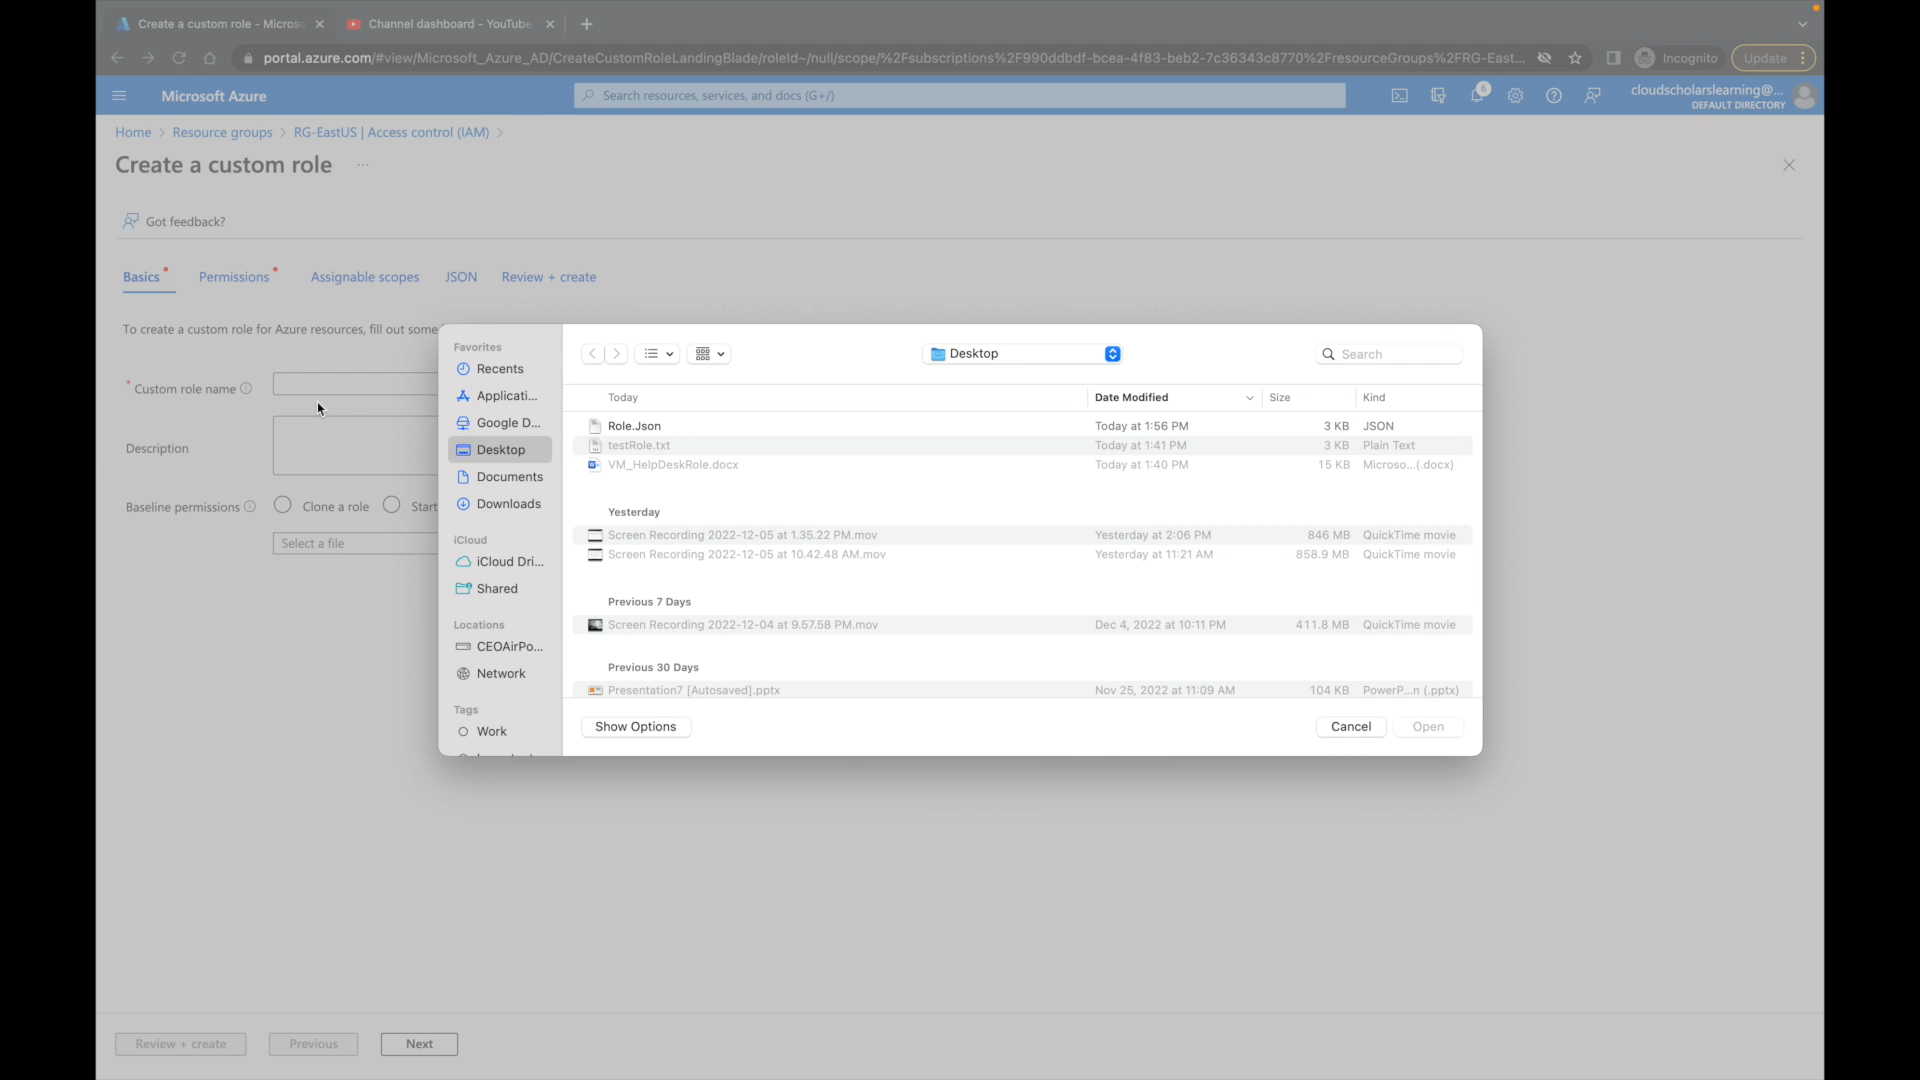 Create a custom role - Micros
Channel dashboard - YouTube
portal.azure.com/#view/Microsoft_Azure_AD/CreateCustomRoleLandingBlade/roleId~/null/scope/%2Fsubscriptions%2F990ddbdf-bcea-4f83-beb2-7c36343c8770%2FresourceGroups%2FRG-East...
Incognito
Update
Microsoft Azure
Search resources, services, and docs (G+/)
6
cloudscholarslearning@...
DEFAULT DIRECTORY
Home > Resource groups > RG-EastUS | Access control (IAM) >
Create a custom role ...
Got feedback?
Basics Permissions Assignable scopes JSON Review + create
To create a custom role for Azure resources, fill out some
* Custom role name
Description
Baseline permissions Clone a role Start
Select a file
Favorites
Recents
Applicati...
Google D...
Desktop
Documents
Downloads
iCloud
iCloud Dri...
Shared
Locations
CEOAirPo...
Network
Tags
Work
Desktop
Search
Today Date Modified Size Kind
Role.Json Today at 1:56 PM 3 KB JSON
testRole.txt Today at 1:41 PM 3 KB Plain Text
VM_HelpDeskRole.docx Today at 1:40 PM 15 KB Microso...(.docx)
Yesterday
Screen Recording 2022-12-05 at 1.35.22 PM.mov Yesterday at 2:06 PM 846 MB QuickTime movie
Screen Recording 2022-12-05 at 10.42.48 AM.mov Yesterday at 11:21 AM 858.9 MB QuickTime movie
Previous 7 Days
Screen Recording 2022-12-04 at 9.57.58 PM.mov Dec 4, 2022 at 10:11 PM 411.8 MB QuickTime movie
Previous 30 Days
Presentation7 [Autosaved].pptx Nov 25, 2022 at 11:09 AM 104 KB PowerP...n (.pptx)
Show Options Cancel Open
Review + create Previous Next